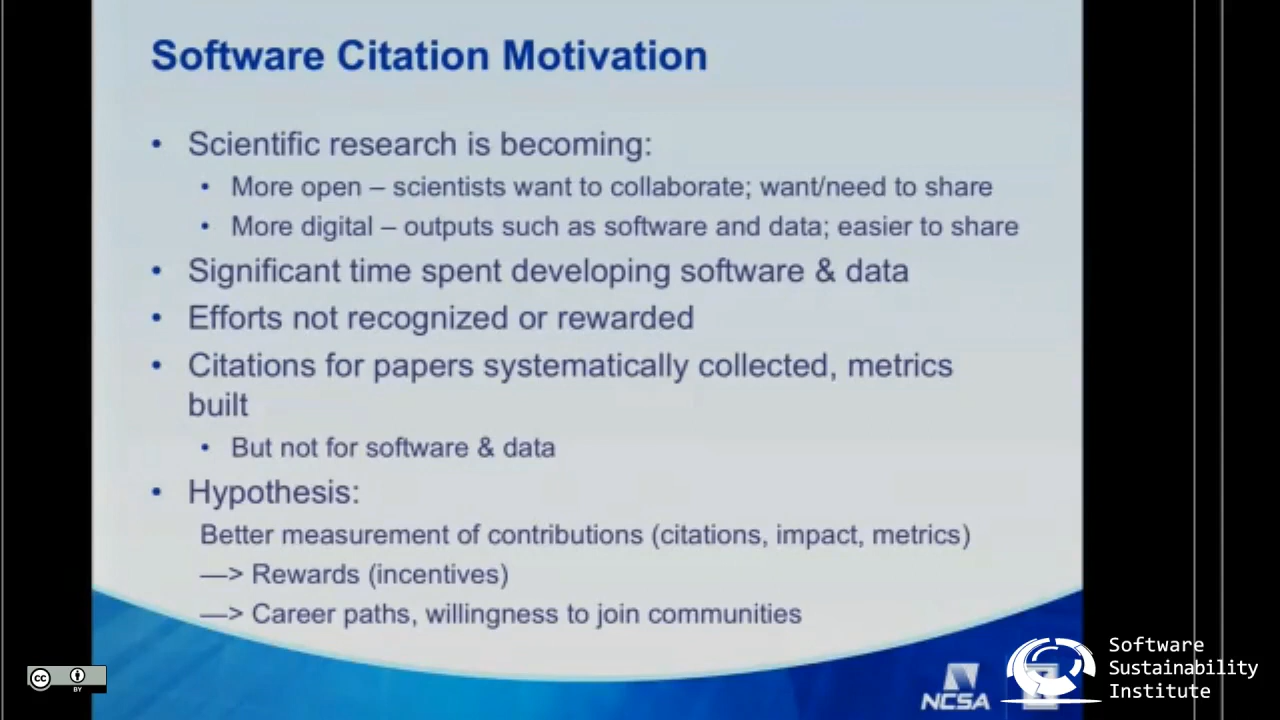 Software Citation Motivation
• Scientific research is becoming:
• More open – scientists want to collaborate; want/need to share
• More digital – outputs such as software and data; easier to share
• Significant time spent developing software & data
• Efforts not recognized or rewarded
• Citations for papers systematically collected, metrics
built
• But not for software & data
• Hypothesis:
Better measurement of contributions (citations, impact, metrics)
—> Rewards (incentives)
—> Career paths, willingness to join communities
cc BY
NCSA
Software
Sustainability
Institute